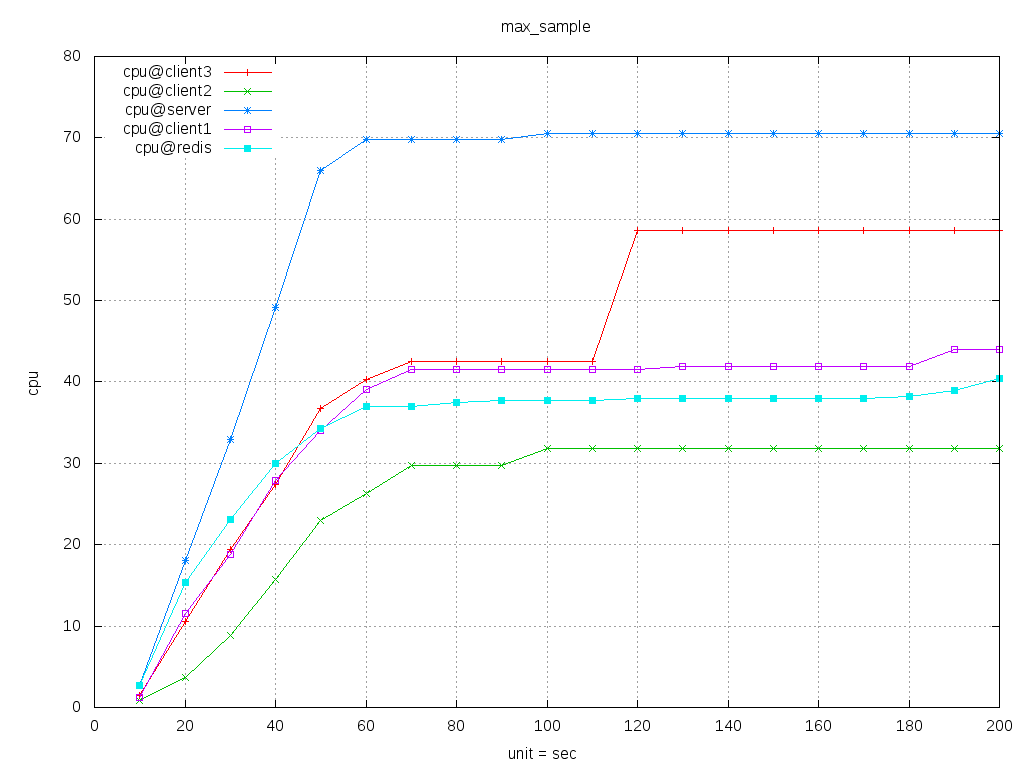 max_sample
80
70
60
50
40
30
20
10
0
cpu@client3
cpu@client2
cpu@server
cpu@client1
cpu@redis
cpu
0 20 40 60 80 100 120 140 160 180 200
unit = sec